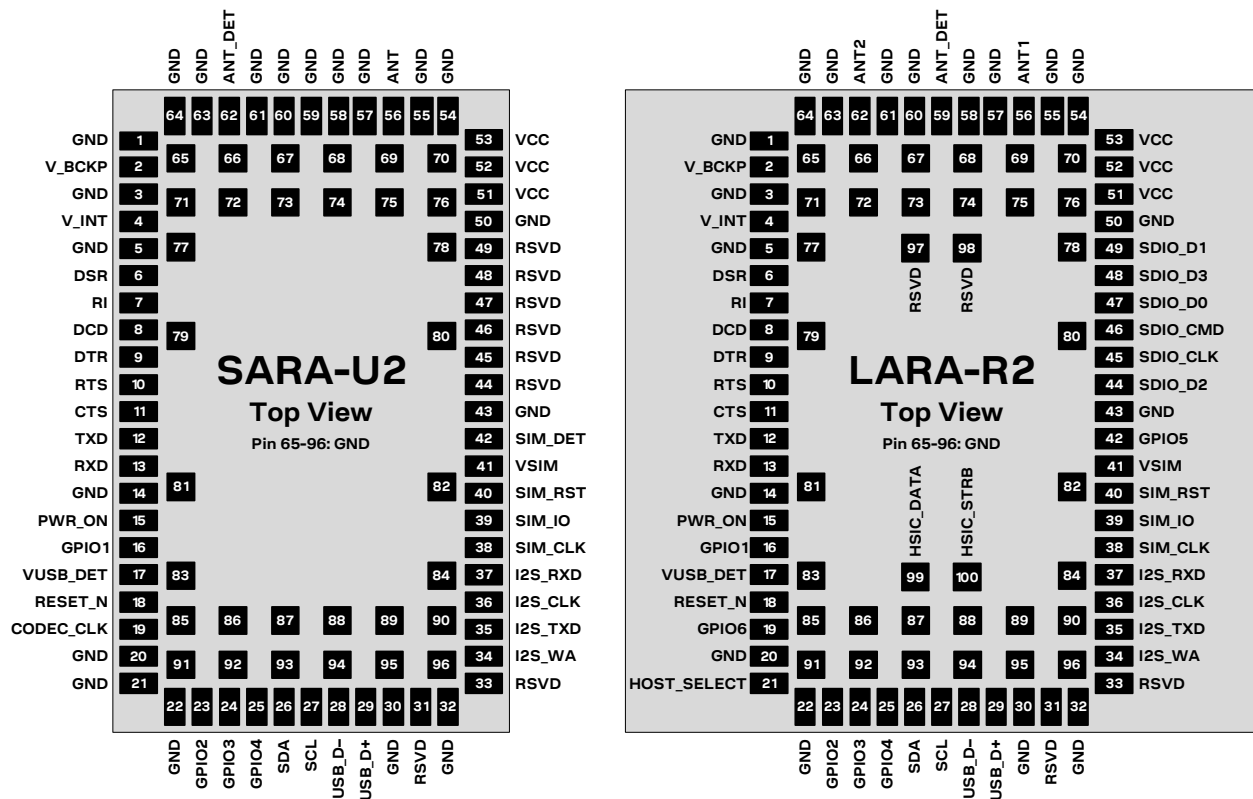 GND GND ANT_DET GND GND GND GND GND ANT GND GND
64 63 62 61 60 59 58 57 56 55 54
GND 1 53 VCC
65 66 67 68 69 70
V_BCKP 2 52 VCC
GND 3 51 VCC
71 72 73 74 75 76
V_INT 4 50 GND
GND 5 77 78 49 RSVD
DSR 6 48 RSVD
RI 7 47 RSVD
DCD 8 79 80 46 RSVD
DTR 9 45 RSVD
SARA-U2
RTS 10 44 RSVD
CTS 11 Top View 43 GND
TXD 12 Pin 65-96: GND 42 SIM_DET
RXD 13 41 VSIM
81 82
GND 14 40 SIM_RST
PWR_ON 15 39 SIM_IO
GPIO1 16 38 SIM_CLK
VUSB_DET 17 83 84 37 I2S_RXD
RESET_N 18 36 I2S_CLK
85 86 87 88 89 90
CODEC_CLK 19 35 I2S_TXD
GND 20 34 I2S_WA
91 92 93 94 95 96
GND 21 33 RSVD
22 23 24 25 26 27 28 29 30 31 32
GND GPIO2 GPIO3 GPIO4 SDA SCL USB_D– USB_D+ GND RSVD GND
GND GND ANT2 GND GND ANT_DET GND GND ANT1 GND GND
64 63 62 61 60 59 58 57 56 55 54
GND 1 53 VCC
65 66 67 68 69 70
V_BCKP 2 52 VCC
GND 3 51 VCC
71 72 73 74 75 76
V_INT 4 50 GND
GND 5 77 97 98 78 49 SDIO_D1
DSR 6 RSVD RSVD 48 SDIO_D3
RI 7 47 SDIO_D0
DCD 8 79 80 46 SDIO_CMD
DTR 9 45 SDIO_CLK
LARA-R2
RTS 10 44 SDIO_D2
CTS 11 Top View 43 GND
TXD 12 Pin 65-96: GND 42 GPIO5
RXD 13 41 VSIM
81 82
GND 14 HSIC_DATA HSIC_STRB 40 SIM_RST
PWR_ON 15 39 SIM_IO
GPIO1 16 38 SIM_CLK
VUSB_DET 17 83 99 100 84 37 I2S_RXD
RESET_N 18 36 I2S_CLK
85 86 87 88 89 90
GPIO6 19 35 I2S_TXD
GND 20 34 I2S_WA
91 92 93 94 95 96
HOST_SELECT 21 33 RSVD
22 23 24 25 26 27 28 29 30 31 32
GND GPIO2 GPIO3 GPIO4 SDA SCL USB_D– USB_D+ GND RSVD GND